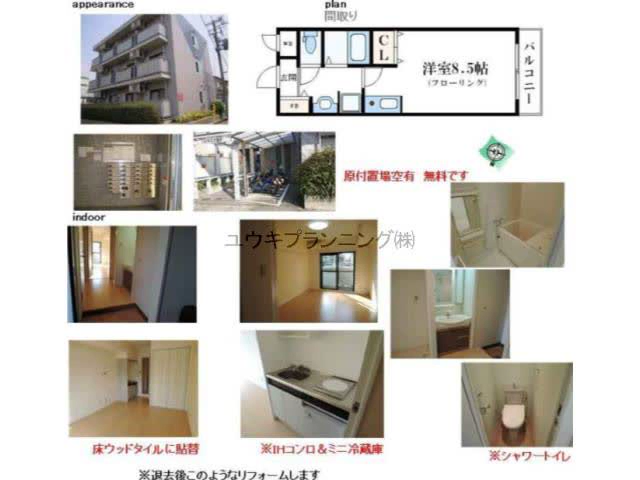 appearance
plan
間取り
玄関
CL
洋室8.5帖
(フローリング)
バルコニー
原付置場空有 無料です
indoor
ユウキプランニング㈱
床ウッドタイルに貼替
※IHコンロ＆ミニ冷蔵庫
※シャワートイレ
※退去後このようなリフォームします